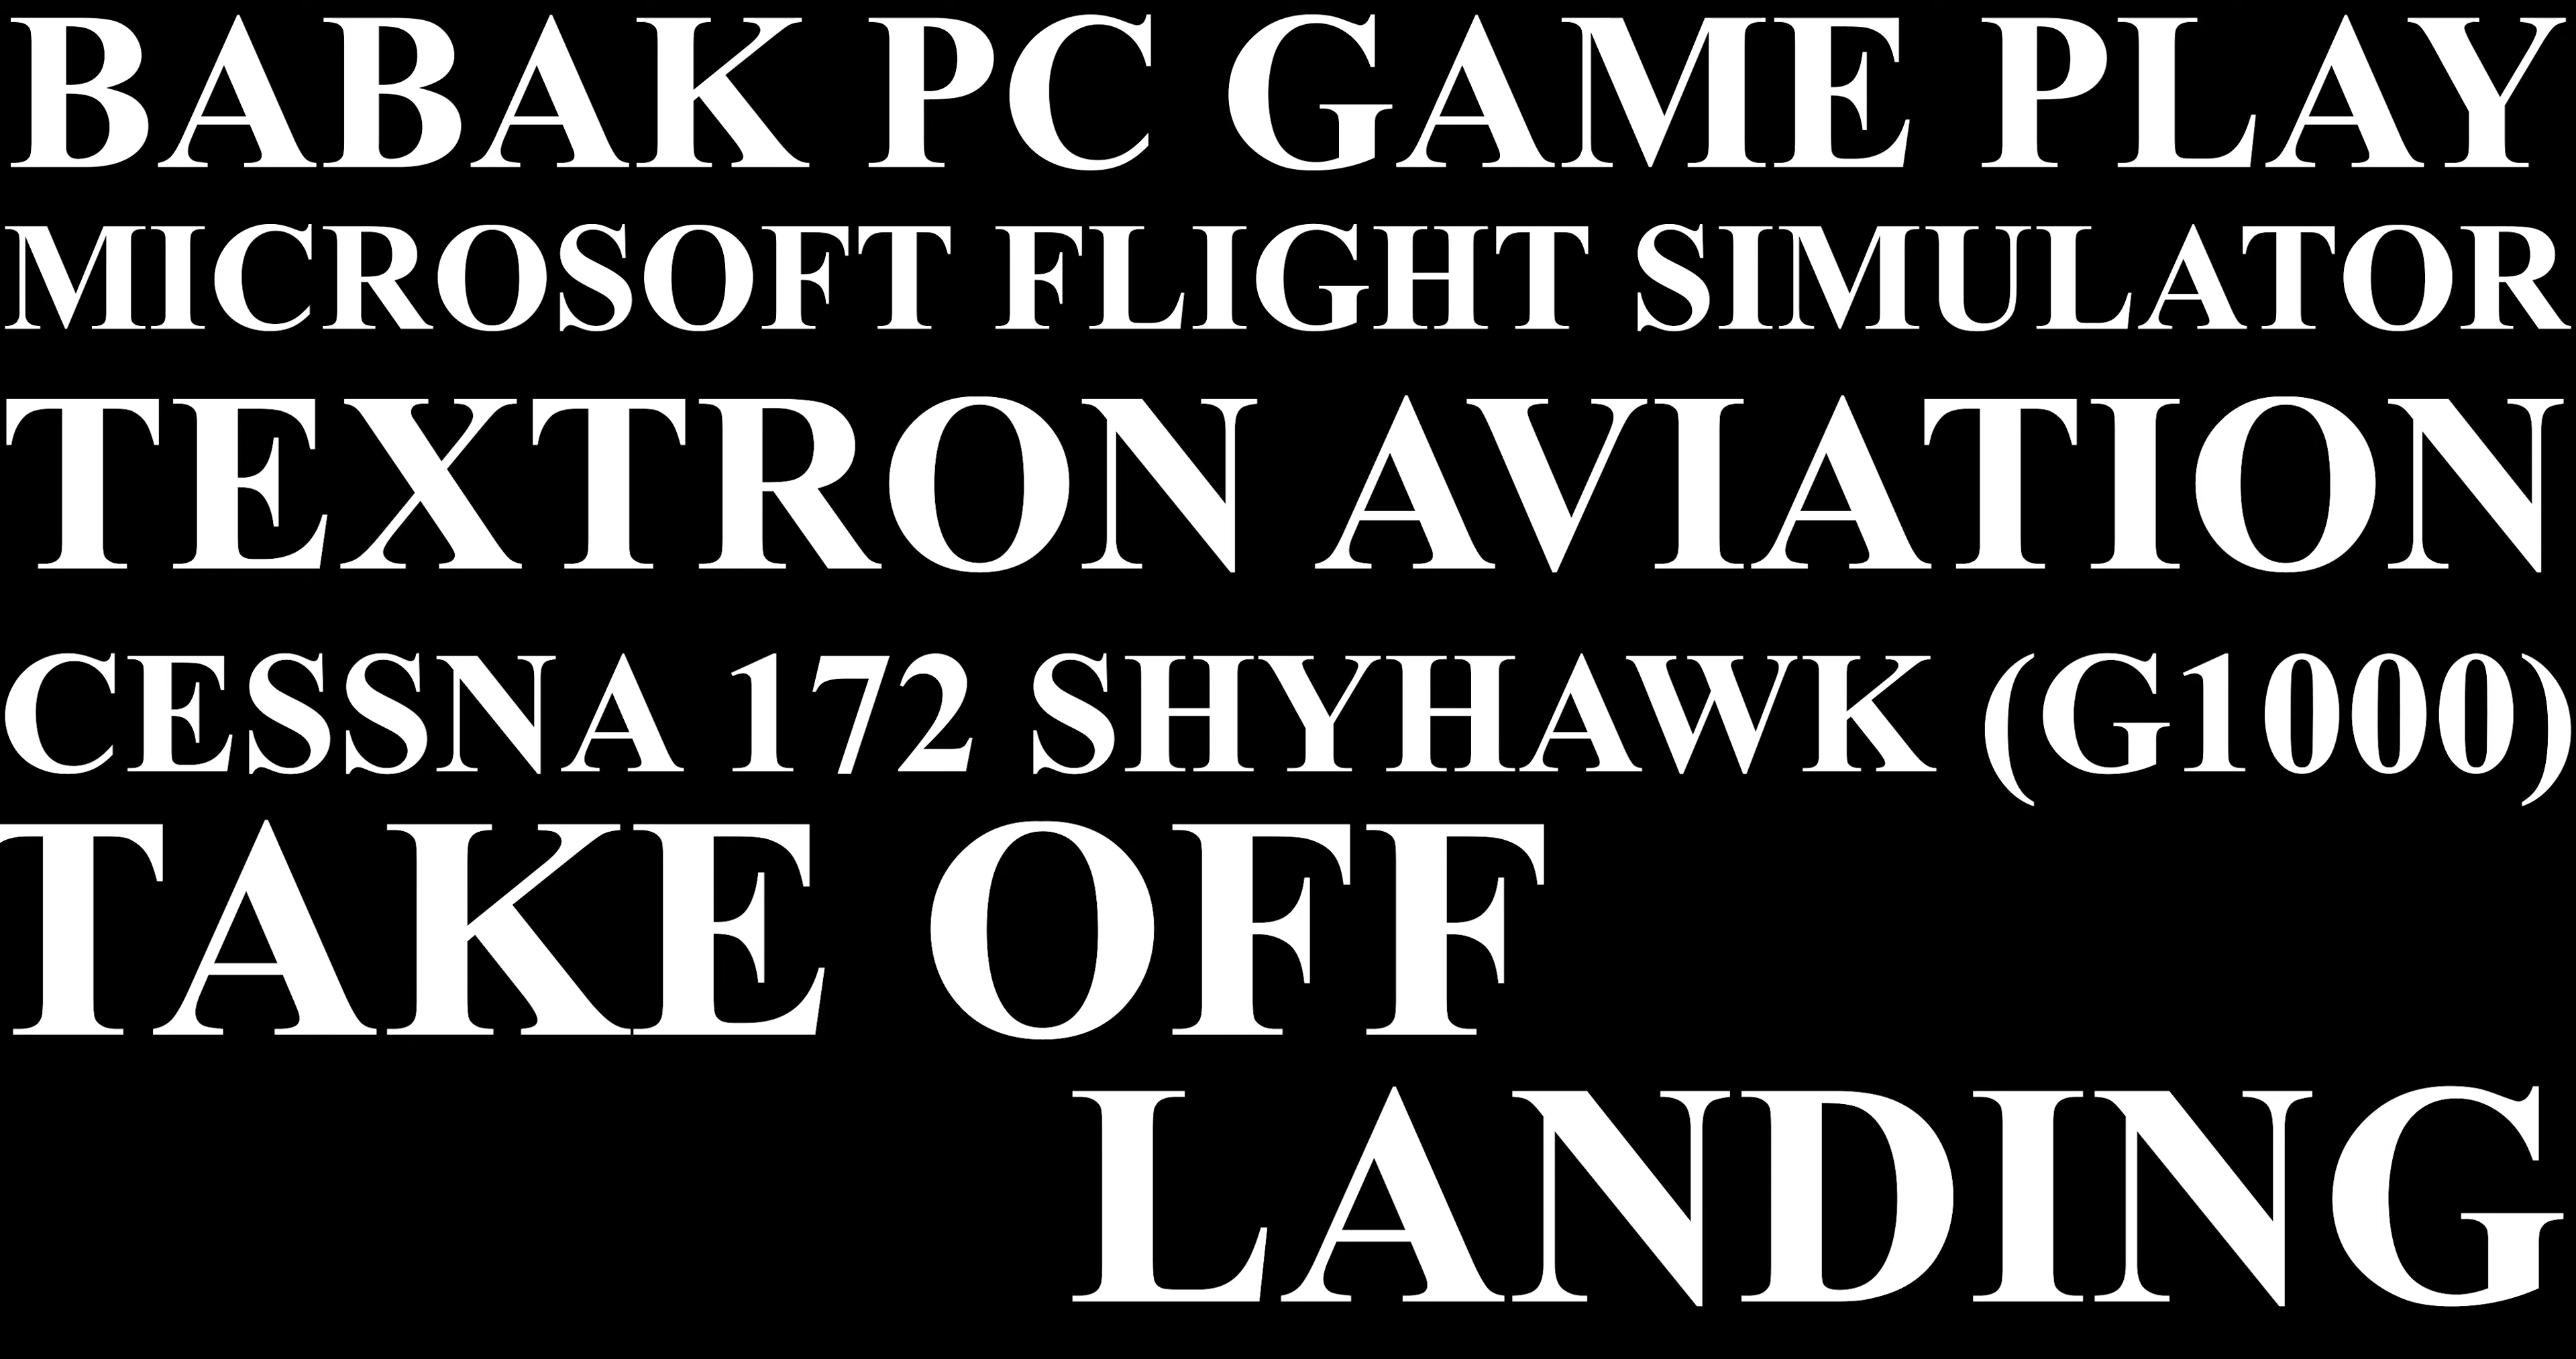 BABAK PC GAME PLAY
MICROSOFT FLIGHT SIMULATOR
TEXTRON AVIATION
CESSNA 172 SHYHAWK (G1000)
TAKE OFF
LANDING